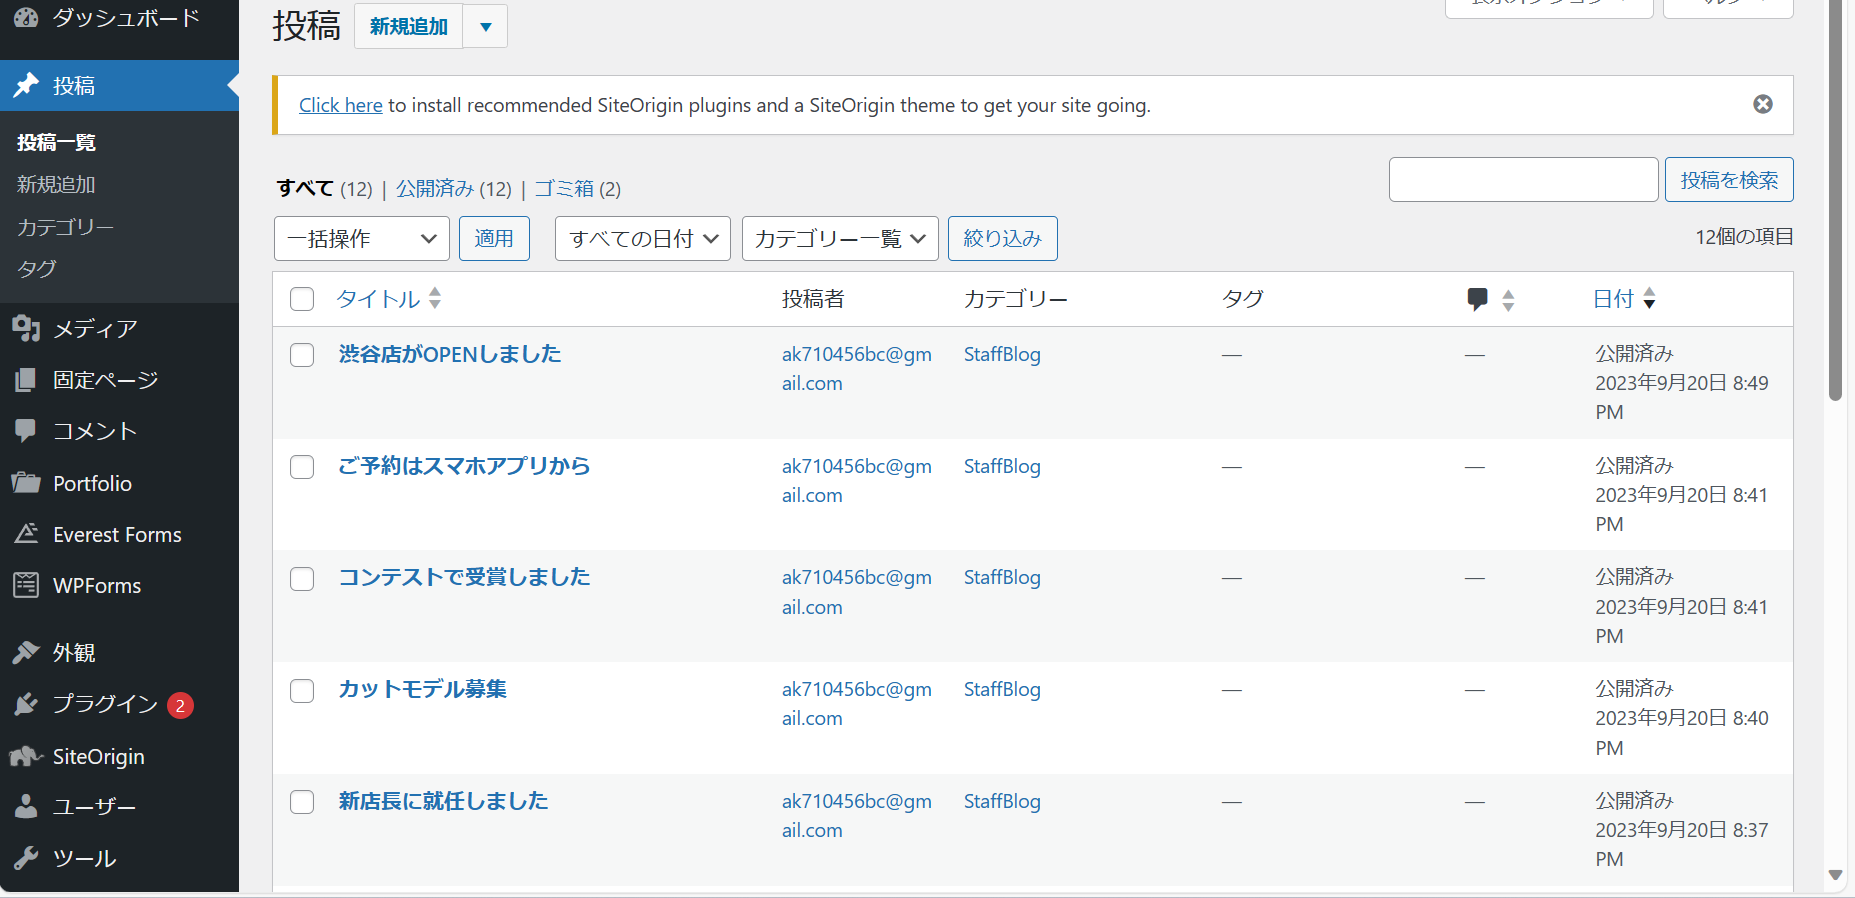 ダッシュボード
投稿
投稿一覧
新規追加
カテゴリー
タグ
メディア
固定ページ
コメント
Portfolio
Everest Forms
WPForms
外観
プラグイン 2
SiteOrigin
ユーザー
ツール
投稿 新規追加 ▼
Click here to install recommended SiteOrigin plugins and a SiteOrigin theme to get your site going.
すべて (12) | 公開済み (12) | ゴミ箱 (2)
投稿を検索
一括操作 適用 すべての日付 カテゴリー一覧 絞り込み
12個の項目
タイトル 投稿者 カテゴリー タグ 日付
渋谷店がOPENしました ak710456bc@gm StaffBlog — — 公開済み
ail.com 2023年9月20日 8:49
PM
ご予約はスマホアプリから ak710456bc@gm StaffBlog — — 公開済み
ail.com 2023年9月20日 8:41
PM
コンテストで受賞しました ak710456bc@gm StaffBlog — — 公開済み
ail.com 2023年9月20日 8:41
PM
カットモデル募集 ak710456bc@gm StaffBlog — — 公開済み
ail.com 2023年9月20日 8:40
PM
新店長に就任しました ak710456bc@gm StaffBlog — — 公開済み
ail.com 2023年9月20日 8:37
PM